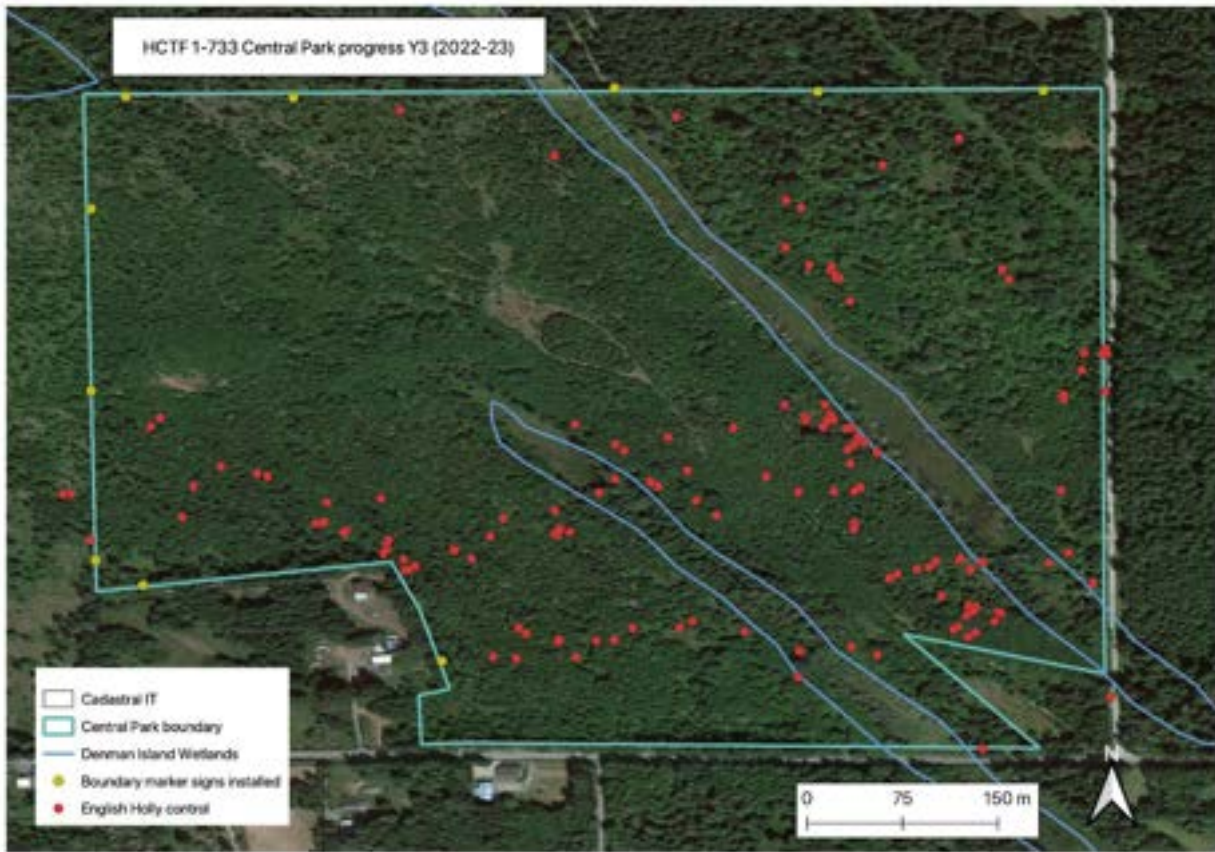 HCTF 1-733 Central Park progress Y3 (2022-23)
Cadastral IT
Central Park boundary
Denman Island Wetlands
Boundary marker signs installed
English Holly control
N
0 75 150 m